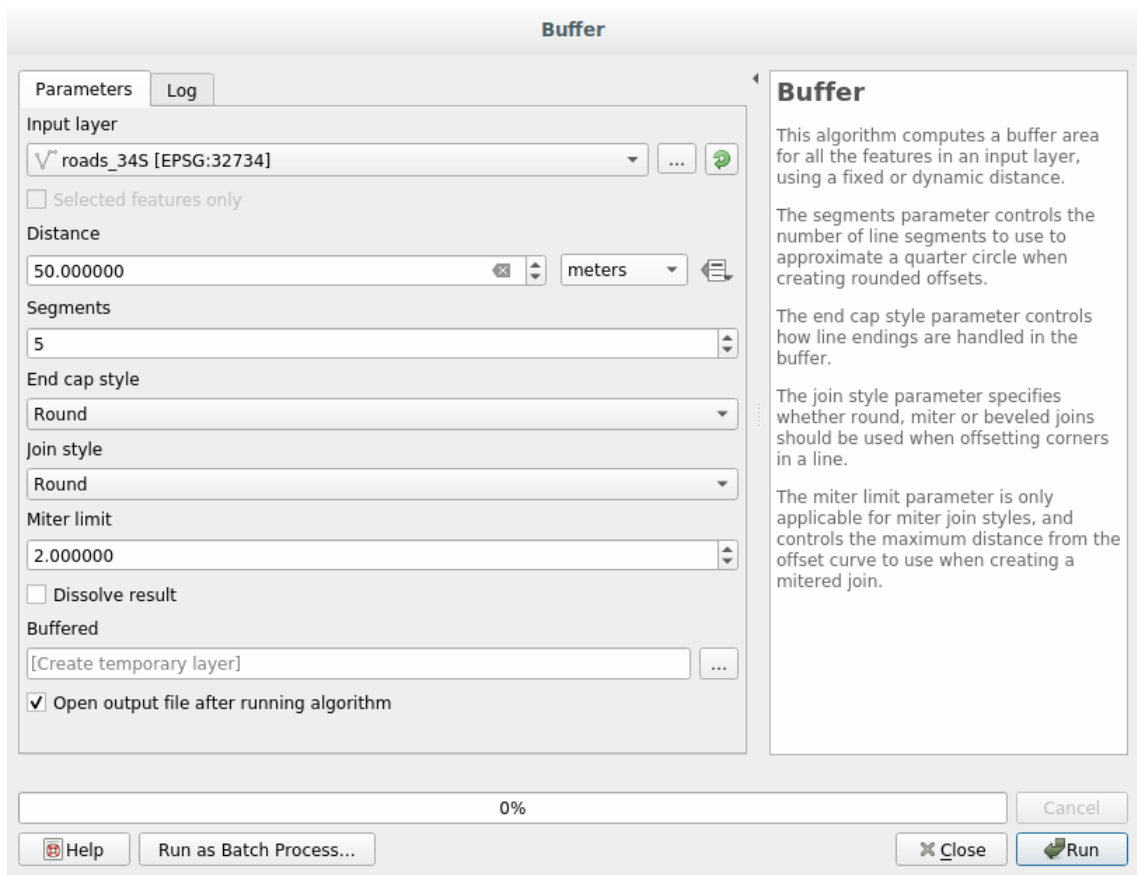 Buffer
Parameters
Log
Input layer
roads_34S [EPSG:32734]
...
Selected features only
Distance
50.000000
meters
Segments
5
End cap style
Round
Join style
Round
Miter limit
2.000000
Dissolve result
Buffered
[Create temporary layer]
...
Open output file after running algorithm
Buffer
This algorithm computes a buffer area
for all the features in an input layer,
using a fixed or dynamic distance.
The segments parameter controls the
number of line segments to use to
approximate a quarter circle when
creating rounded offsets.
The end cap style parameter controls
how line endings are handled in the
buffer.
The join style parameter specifies
whether round, miter or beveled joins
should be used when offsetting corners
in a line.
The miter limit parameter is only
applicable for miter join styles, and
controls the maximum distance from the
offset curve to use when creating a
mitered join.
0%
Cancel
Help
Run as Batch Process...
Close
Run